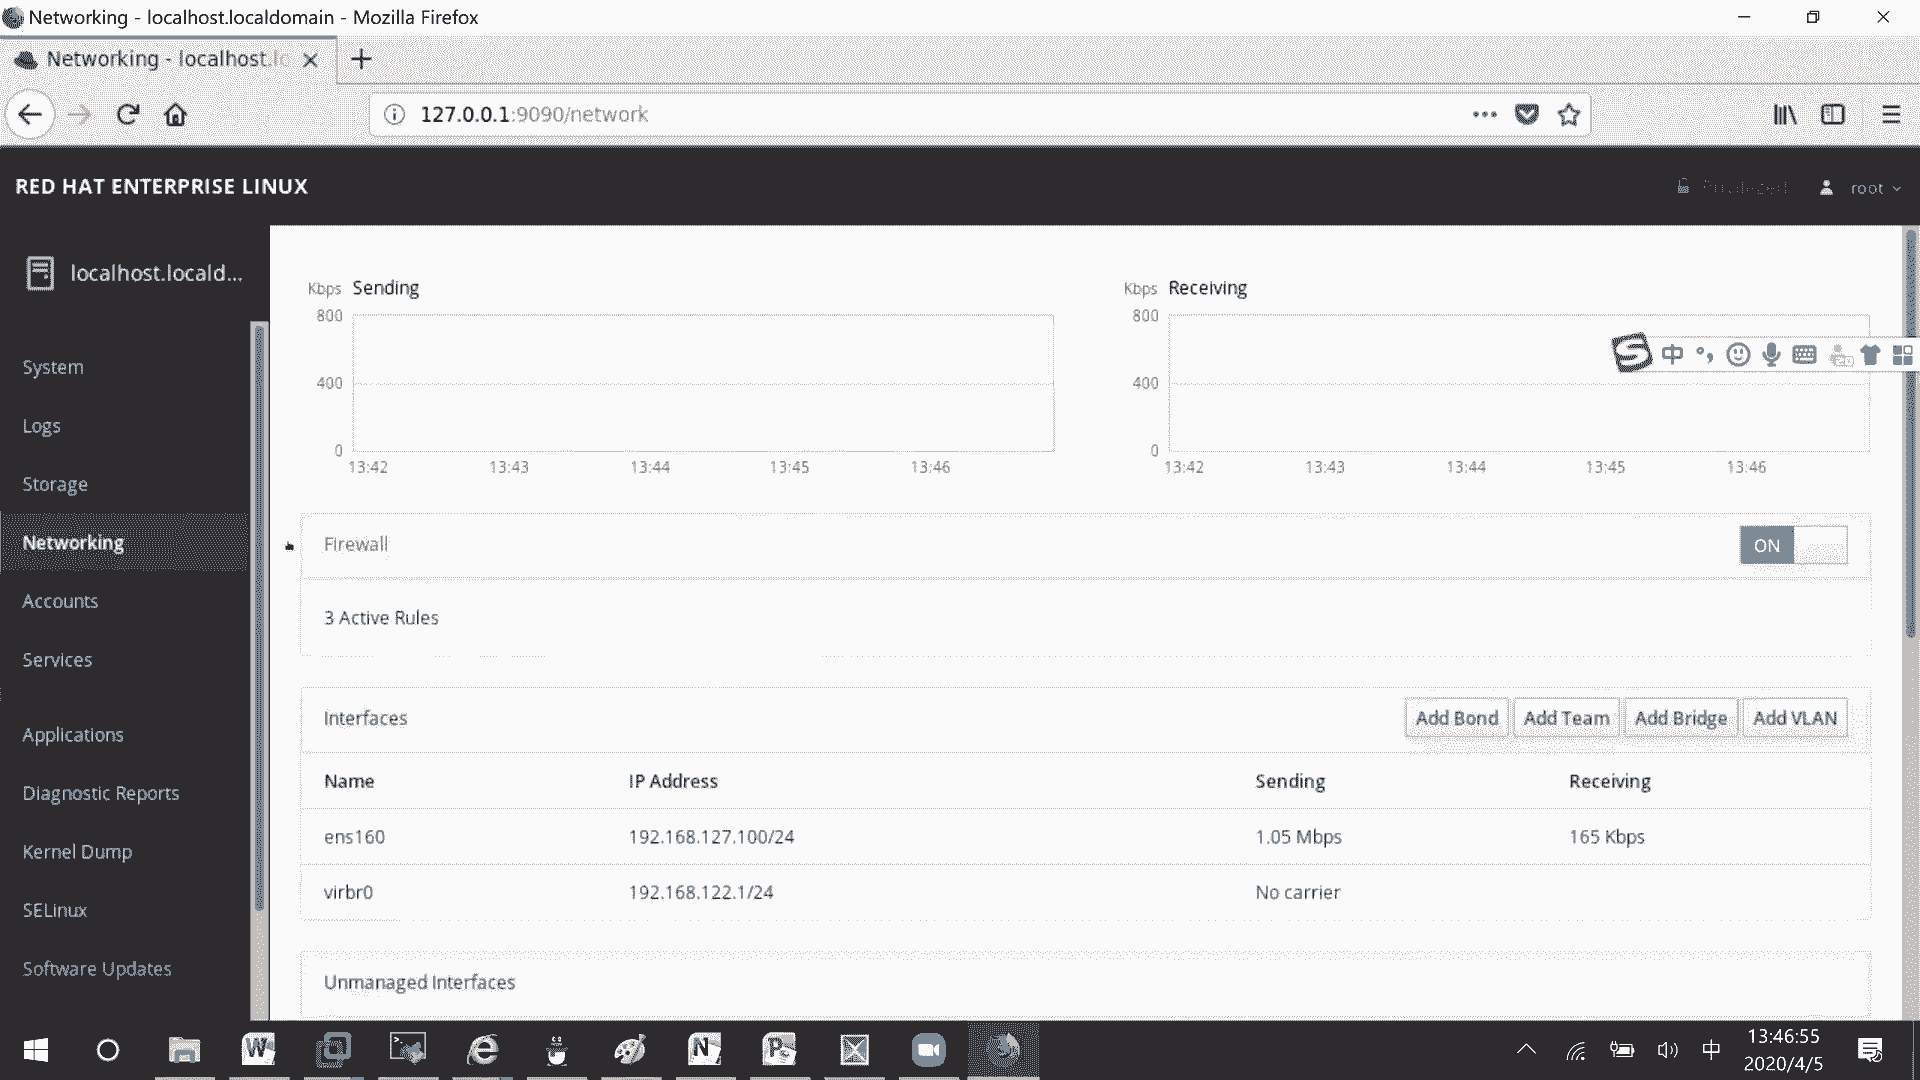 Networking - localhost.localdomain - Mozilla Firefox
Networking - localhost.lo
127.0.0.1:9090/network
RED HAT ENTERPRISE LINUX
Privileged
root
localhost.locald...
System
Logs
Storage
Networking
Accounts
Services
Applications
Diagnostic Reports
Kernel Dump
SELinux
Software Updates
Kbps Sending
800
400
0
13:42 13:43 13:44 13:45 13:46
Kbps Receiving
800
400
0
13:42 13:43 13:44 13:45 13:46
中
Firewall
ON
3 Active Rules
Interfaces
Add Bond Add Team Add Bridge Add VLAN
Name IP Address Sending Receiving
ens160 192.168.127.100/24 1.05 Mbps 165 Kbps
virbr0 192.168.122.1/24 No carrier
Unmanaged Interfaces
中
13:46:55
2020/4/5